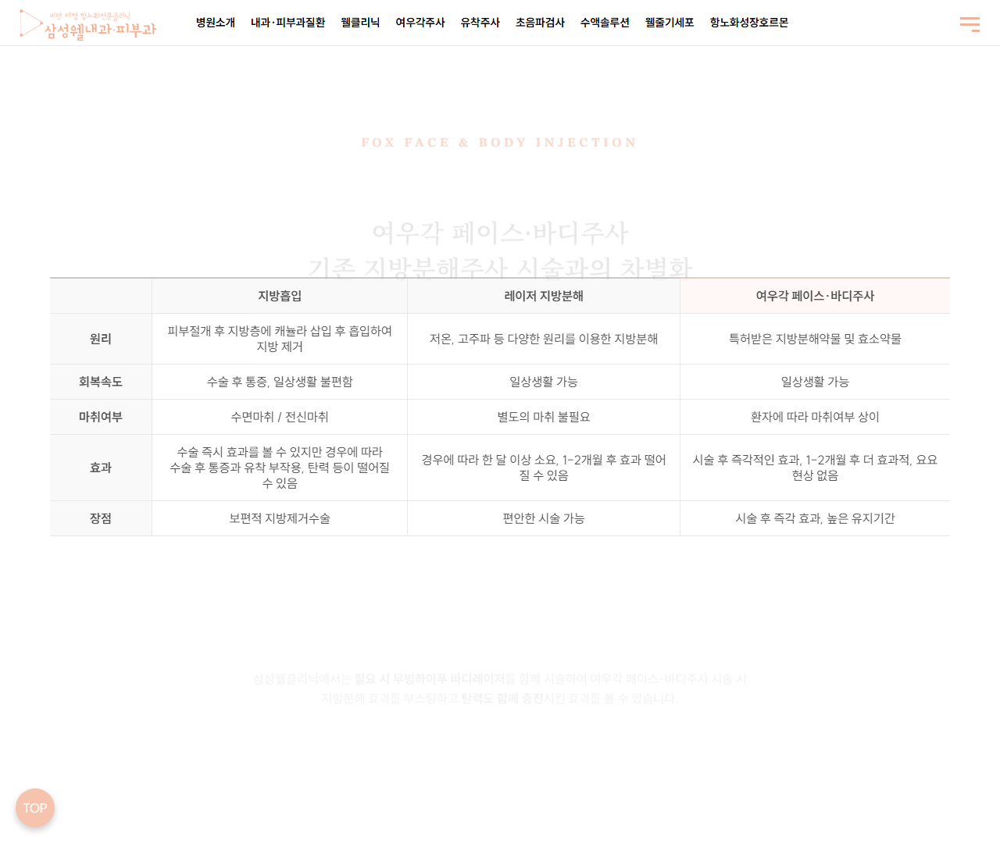 비만 체형 항노화전문클리닉
삼성웰내과·피부과
병원소개 내과·피부과질환 웰클리닉 여우각주사 유착주사 초음파검사 수액솔루션 웰줄기세포 항노화성장호르몬
FOX FACE & BODY INJECTION
여우각 페이스·바디주사
기존 지방분해주사 시술과의 차별화
지방흡입 레이저 지방분해 여우각 페이스·바디주사
원리 피부절개 후 지방층에 캐뉼라 삽입 후 흡입하여 지방 제거 저온, 고주파 등 다양한 원리를 이용한 지방분해 특허받은 지방분해약물 및 효소약물
회복속도 수술 후 통증, 일상생활 불편함 일상생활 가능 일상생활 가능
마취여부 수면마취 / 전신마취 별도의 마취 불필요 환자에 따라 마취여부 상이
효과 수술 즉시 효과를 볼 수 있지만 경우에 따라 수술 후 통증과 유착 부작용, 탄력 등이 떨어질 수 있음 경우에 따라 한 달 이상 소요, 1-2개월 후 효과 떨어질 수 있음 시술 후 즉각적인 효과, 1-2개월 후 더 효과적, 요요현상 없음
장점 보편적 지방제거수술 편안한 시술 가능 시술 후 즉각 효과, 높은 유지기간
삼성웰클리닉에서는 필요 시 무빙하이푸 바디레이저를 함께 시술하여 여우각 페이스·바디주사 시술 시
지방분해 효과를 부스팅하고 탄력도 함께 증진시킨 효과를 볼 수 있습니다.
TOP